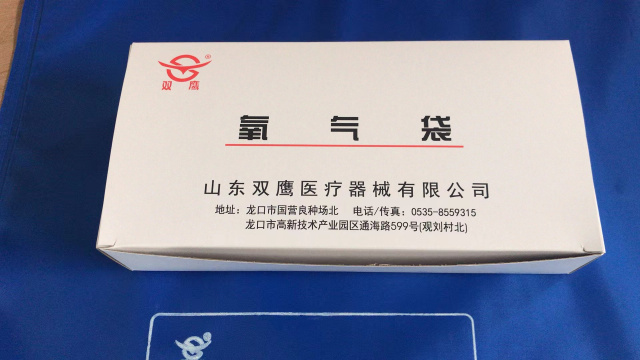 双鹰®
氧气袋
山东双鹰医疗器械有限公司
地址：龙口市国营良种场北 电话/传真：0535-8559315
龙口市高新技术产业园区通海路599号(观刘村北)